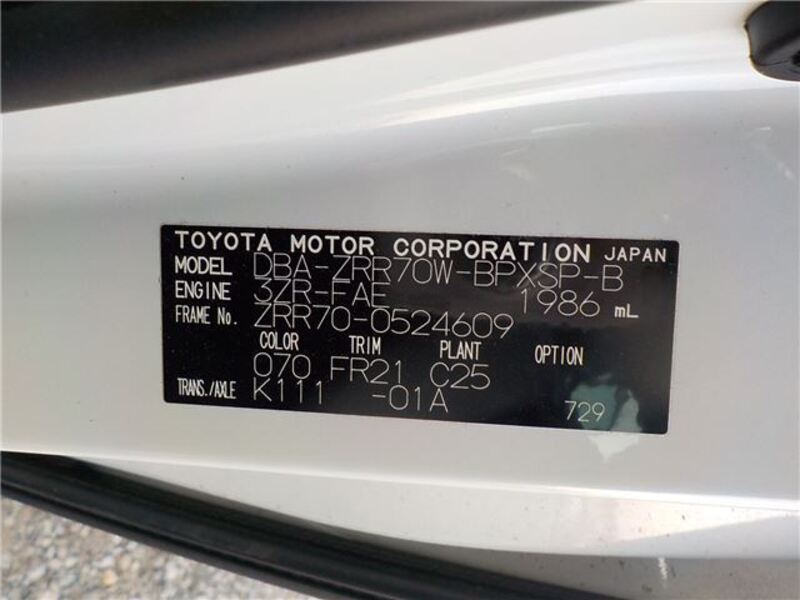 TOYOTA MOTOR CORPORATION JAPAN
MODEL DBA-ZRR70W-BPXSP-B
ENGINE 3ZR-FAE 1986 mL
FRAME No. ZRR70-0524609
COLOR TRIM PLANT OPTION
070 FR21 C25
TRANS./AXLE K111 -01A
729